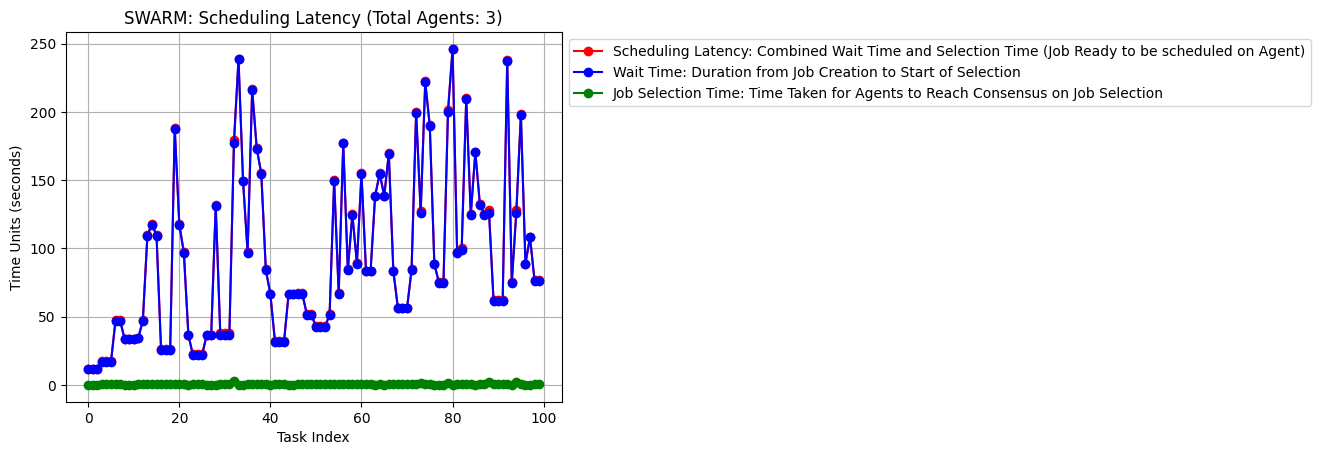 SWARM: Scheduling Latency (Total Agents: 3)
Scheduling Latency: Combined Wait Time and Selection Time (Job Ready to be scheduled on Agent)
Wait Time: Duration from Job Creation to Start of Selection
Job Selection Time: Time Taken for Agents to Reach Consensus on Job Selection
Time Units (seconds)
250
200
150
100
50
0
0 20 40 60 80 100
Task Index